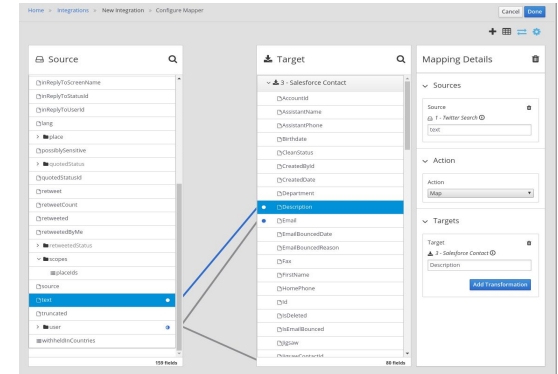 Home > Integrations > New Integration > Configure Mapper
Cancel
Done
Source
inReplyToScreenName
inReplyToStatusId
inReplyToUserId
lang
place
possiblySensitive
quotedStatus
quotedStatusId
retweet
retweetCount
retweeted
retweetedByMe
retweetedStatus
scopes
placeIds
source
text
truncated
user
withheldInCountries
159 fields
Target
3 - Salesforce Contact
AccountId
AssistantName
AssistantPhone
Birthdate
CleanStatus
CreatedById
CreatedDate
Department
Description
Email
EmailBouncedDate
EmailBouncedReason
Fax
FirstName
HomePhone
Id
IsDeleted
IsEmailBounced
Jigsaw
JigsawContactId
86 fields
Mapping Details
Sources
Source
1 - Twitter Search
text
Action
Action
Map
Targets
Target
3 - Salesforce Contact
Description
Add Transformation